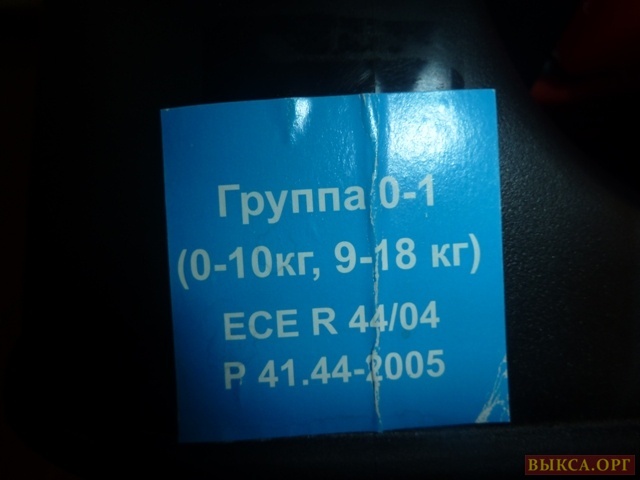 Группа 0-1
(0-10кг, 9-18 кг)
ECE R 44/04
Р 41.44-2005
ВЫКСА.ОРГ